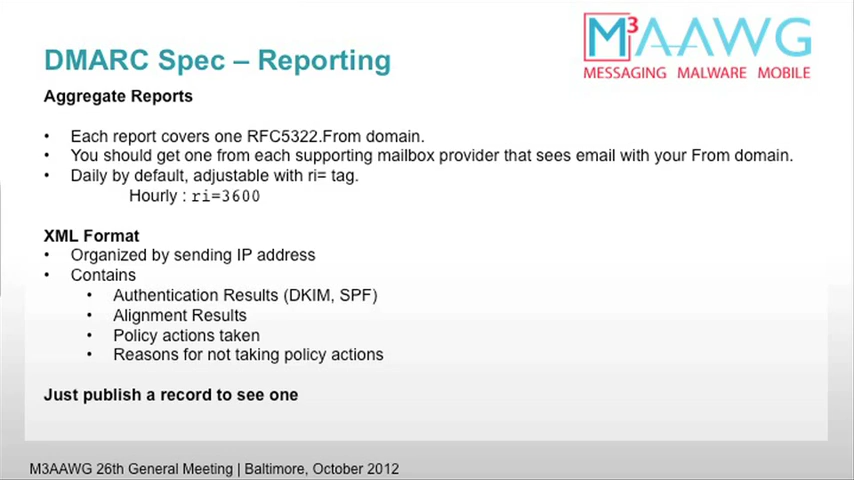 M3AAWG
MESSAGING MALWARE MOBILE
DMARC Spec – Reporting
Aggregate Reports
• Each report covers one RFC5322.From domain.
• You should get one from each supporting mailbox provider that sees email with your From domain.
• Daily by default, adjustable with ri= tag.
Hourly : ri=3600
XML Format
• Organized by sending IP address
• Contains
• Authentication Results (DKIM, SPF)
• Alignment Results
• Policy actions taken
• Reasons for not taking policy actions
Just publish a record to see one
M3AAWG 26th General Meeting | Baltimore, October 2012